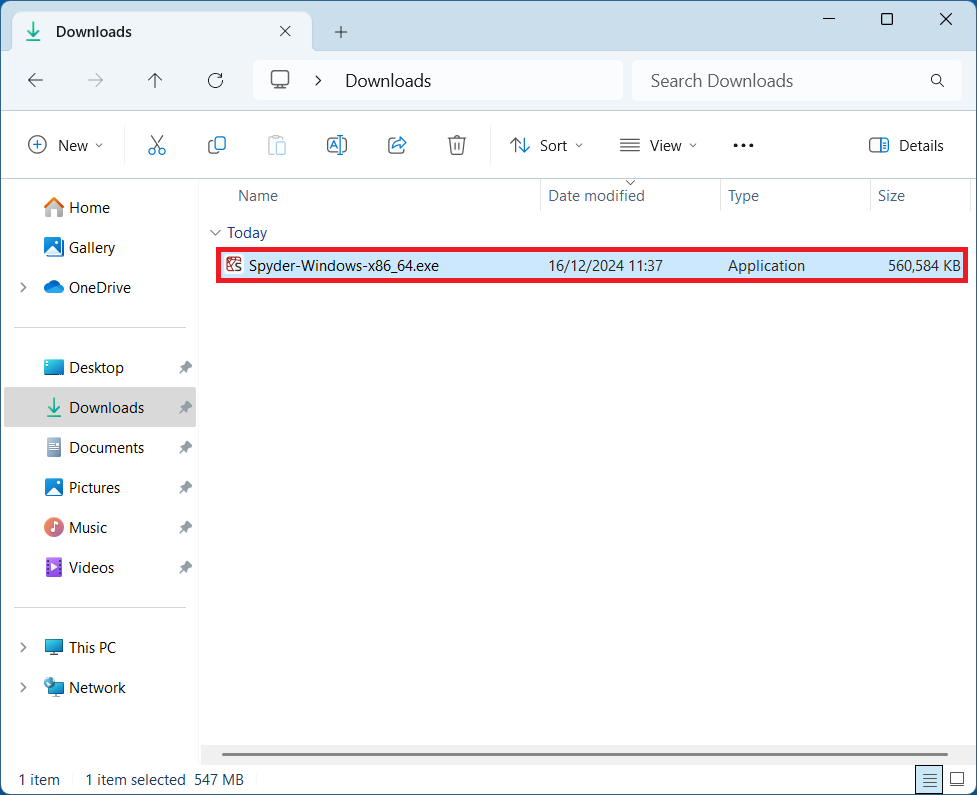 Downloads
Downloads
Search Downloads
New
Sort
View
Details
Name Date modified Type Size
Today
Spyder-Windows-x86_64.exe 16/12/2024 11:37 Application 560,584 KB
Home
Gallery
OneDrive
Desktop
Downloads
Documents
Pictures
Music
Videos
This PC
Network
1 item 1 item selected 547 MB